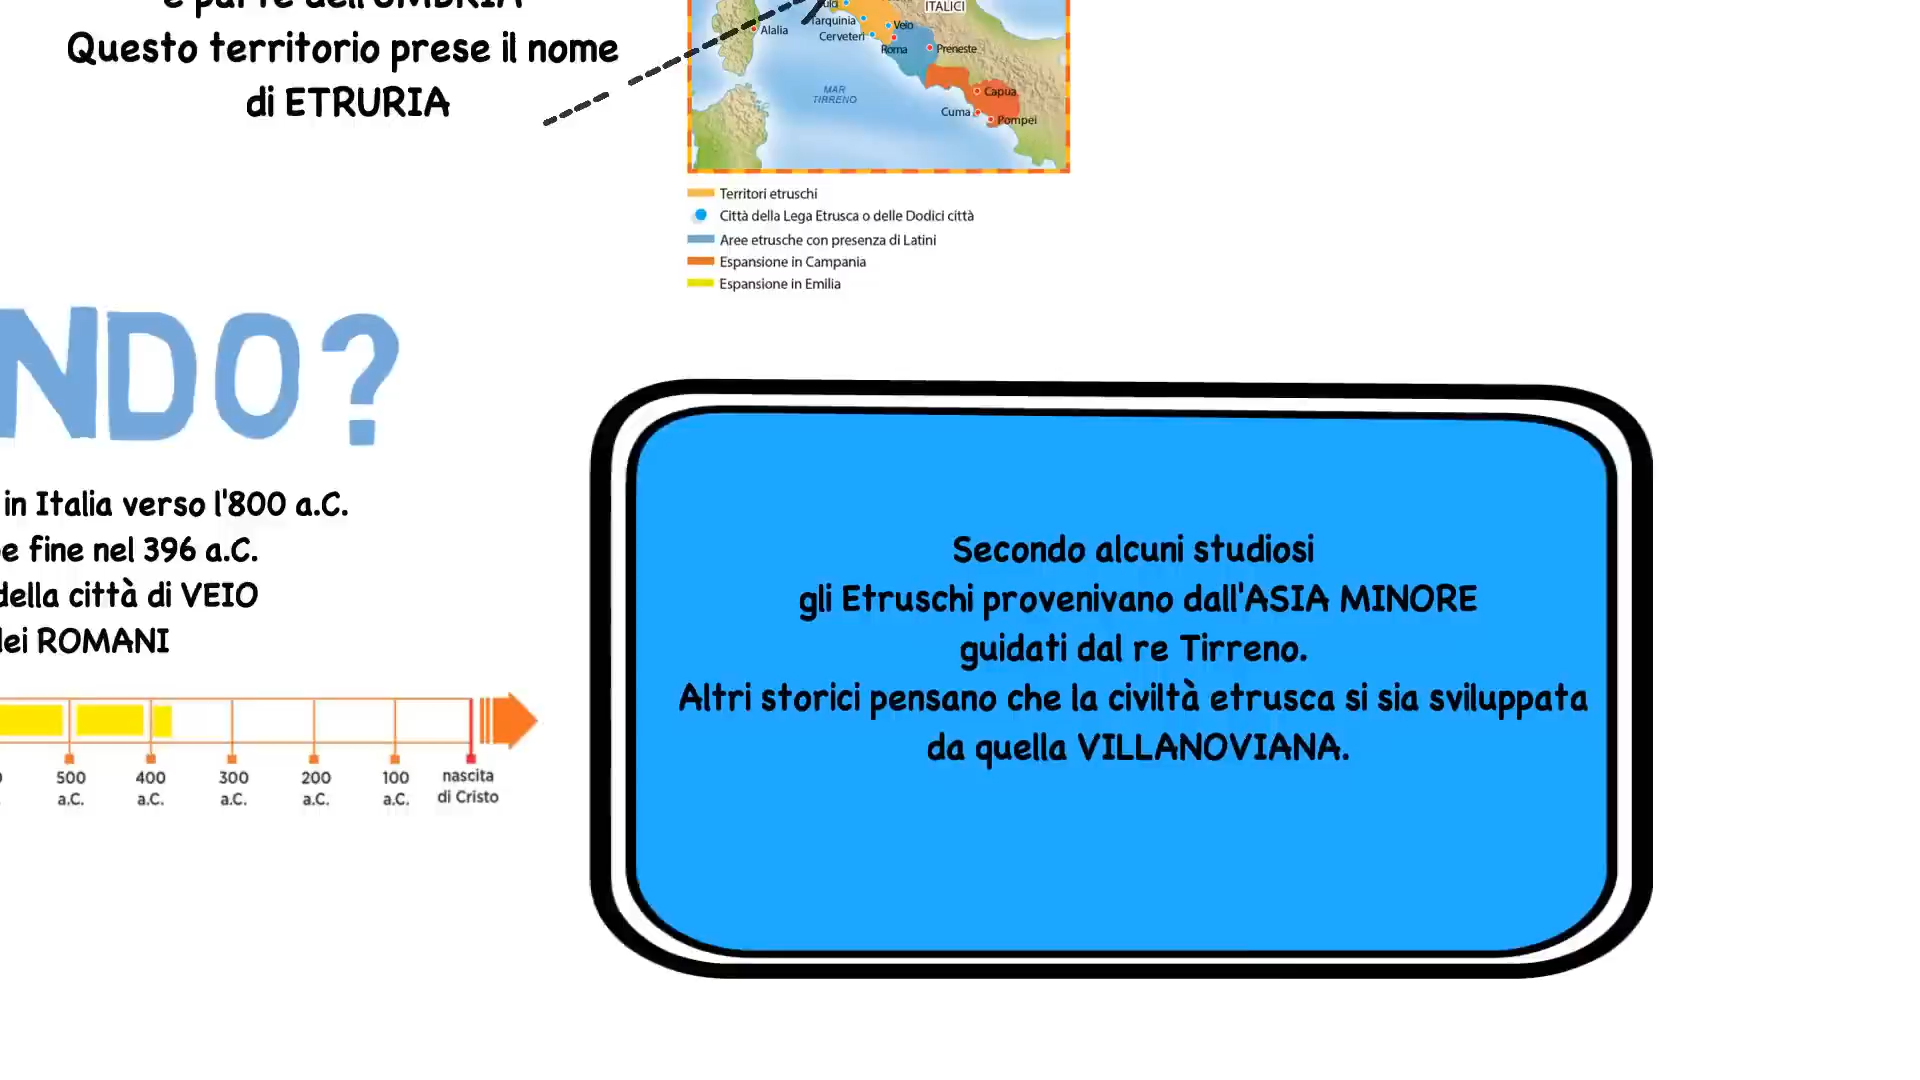 e parte dell'UMBRIA
Questo territorio prese il nome
di ETRURIA
ITALICI
Tarquinia
Veio
Alalia
Cerveteri
Roma
Preneste
MAR
TIRRENO
Capua
Cuma
Pompei
Territori etruschi
Città della Lega Etrusca o delle Dodici città
Aree etrusche con presenza di Latini
Espansione in Campania
Espansione in Emilia
NDO?
in Italia verso l'800 a.C.
e fine nel 396 a.C.
della città di VEIO
dei ROMANI
500 a.C.
400 a.C.
300 a.C.
200 a.C.
100 a.C.
nascita di Cristo
Secondo alcuni studiosi
gli Etruschi provenivano dall'ASIA MINORE
guidati dal re Tirreno.
Altri storici pensano che la civiltà etrusca si sia sviluppata
da quella VILLANOVIANA.